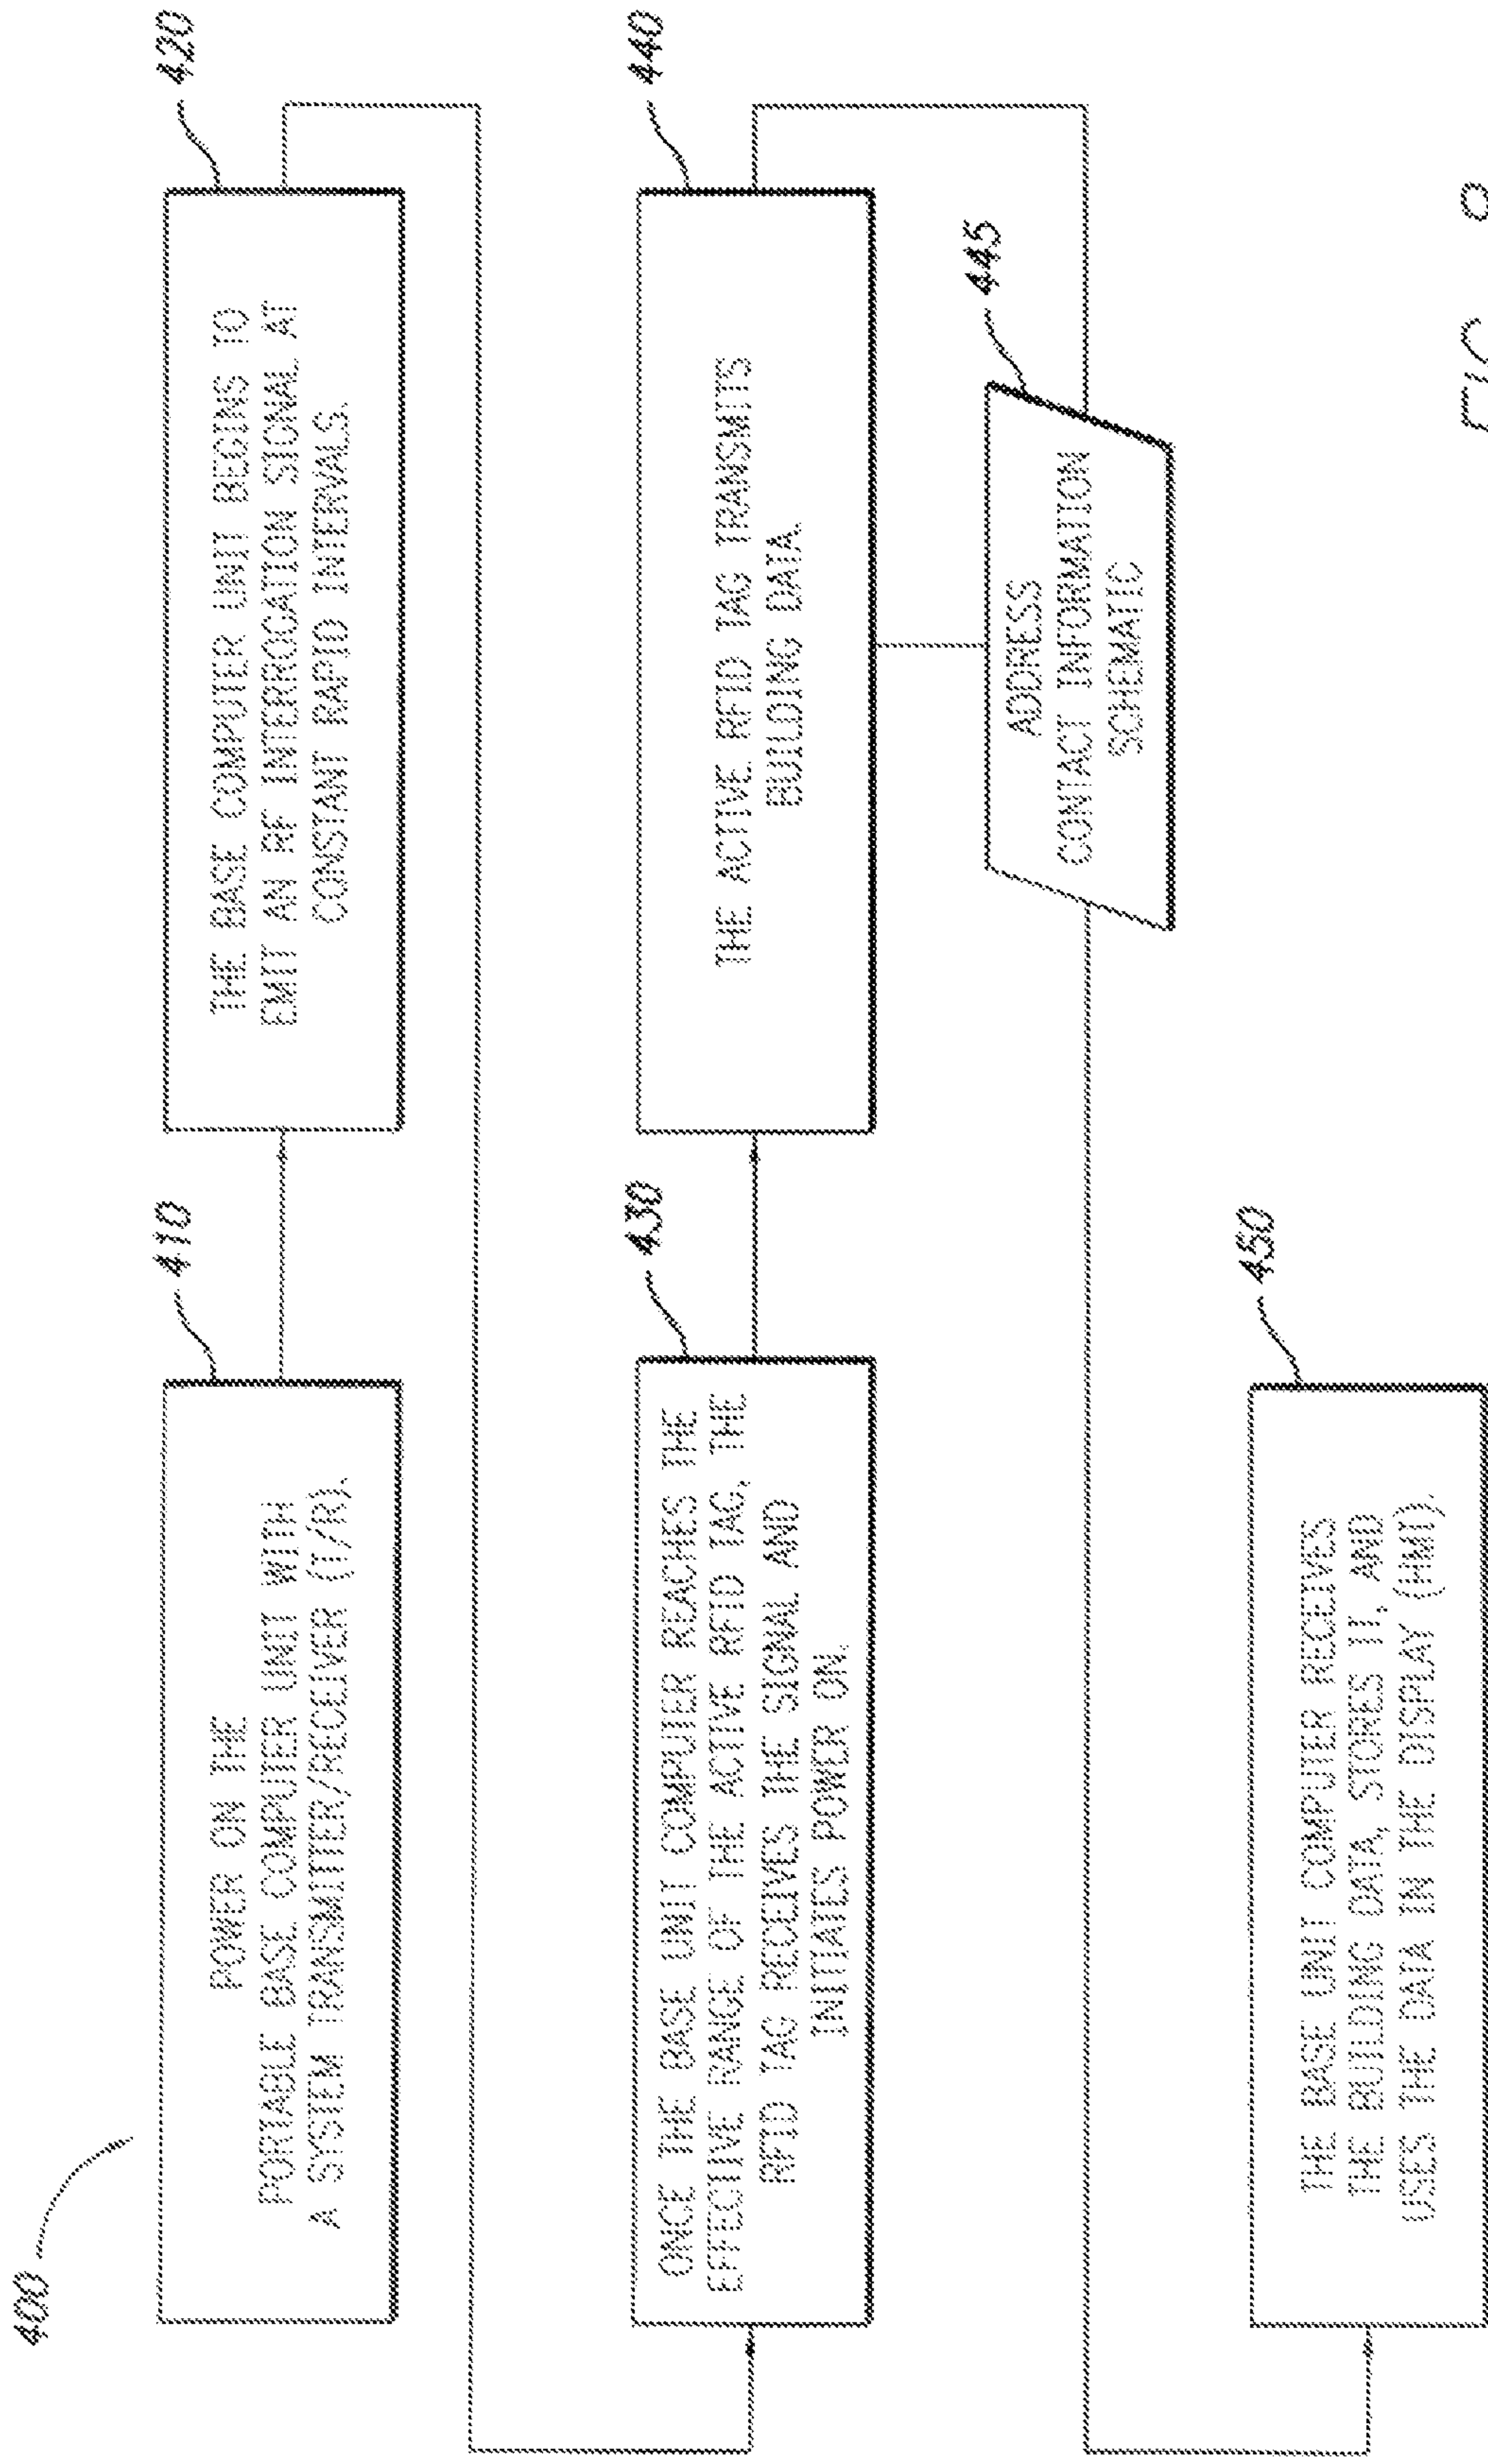 400
410
POWER ON THE
PORTABLE BASE COMPUTER UNIT WITH
A SYSTEM TRANSMITTER/RECEIVER (T/R).
420
THE BASE COMPUTER UNIT BEGINS TO
EMIT AN RF INTERROGATION SIGNAL AT
CONSTANT RAPID INTERVALS.
430
ONCE THE BASE UNIT COMPUTER REACHES THE
EFFECTIVE RANGE OF THE ACTIVE RFID TAG, THE
RFID TAG RECEIVES THE SIGNAL AND
INITIATES POWER ON.
440
THE ACTIVE RFID TAG TRANSMITS
BUILDING DATA.
445
ADDRESS
CONTACT INFORMATION
SCHEMATIC
450
THE BASE UNIT COMPUTER RECEIVES
THE BUILDING DATA, STORES IT, AND
USES THE DATA IN THE DISPLAY (HMI).
FIG.